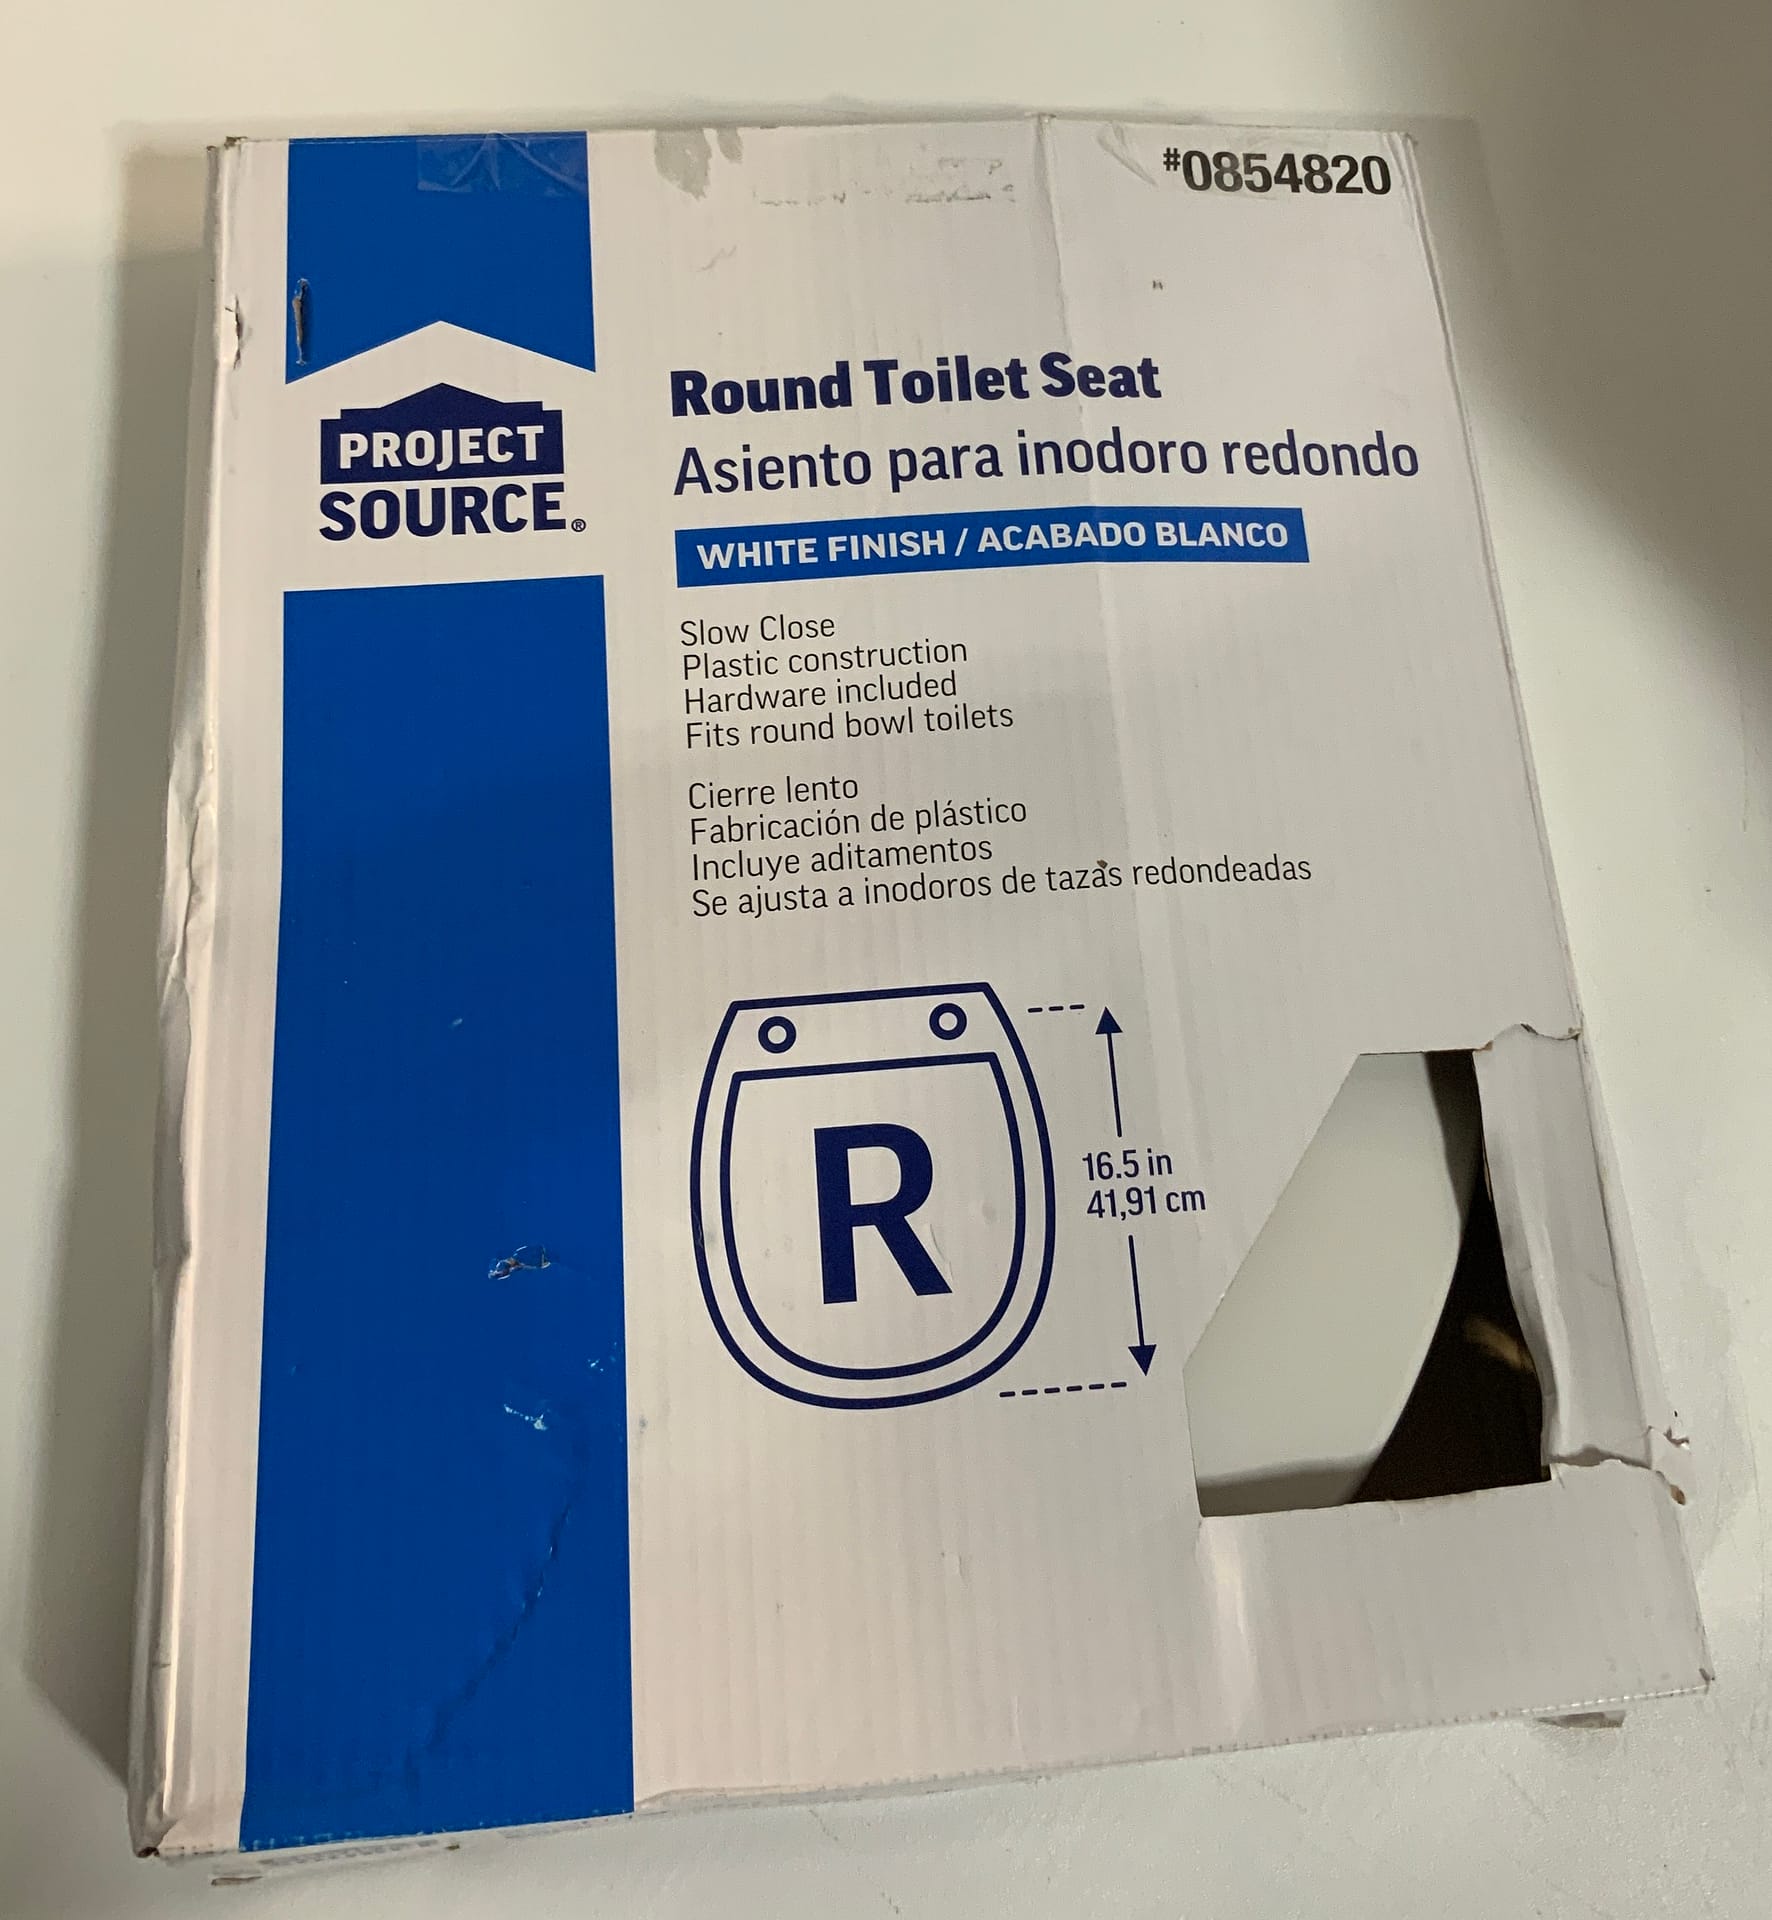 #0854820
PROJECT
SOURCE®
Round Toilet Seat
Asiento para inodoro redondo
WHITE FINISH / ACABADO BLANCO
Slow Close
Plastic construction
Hardware included
Fits round bowl toilets
Cierre lento
Fabricación de plástico
Incluye aditamentos
Se ajusta a inodoros de tazas redondeadas
R
16.5 in
41,91 cm